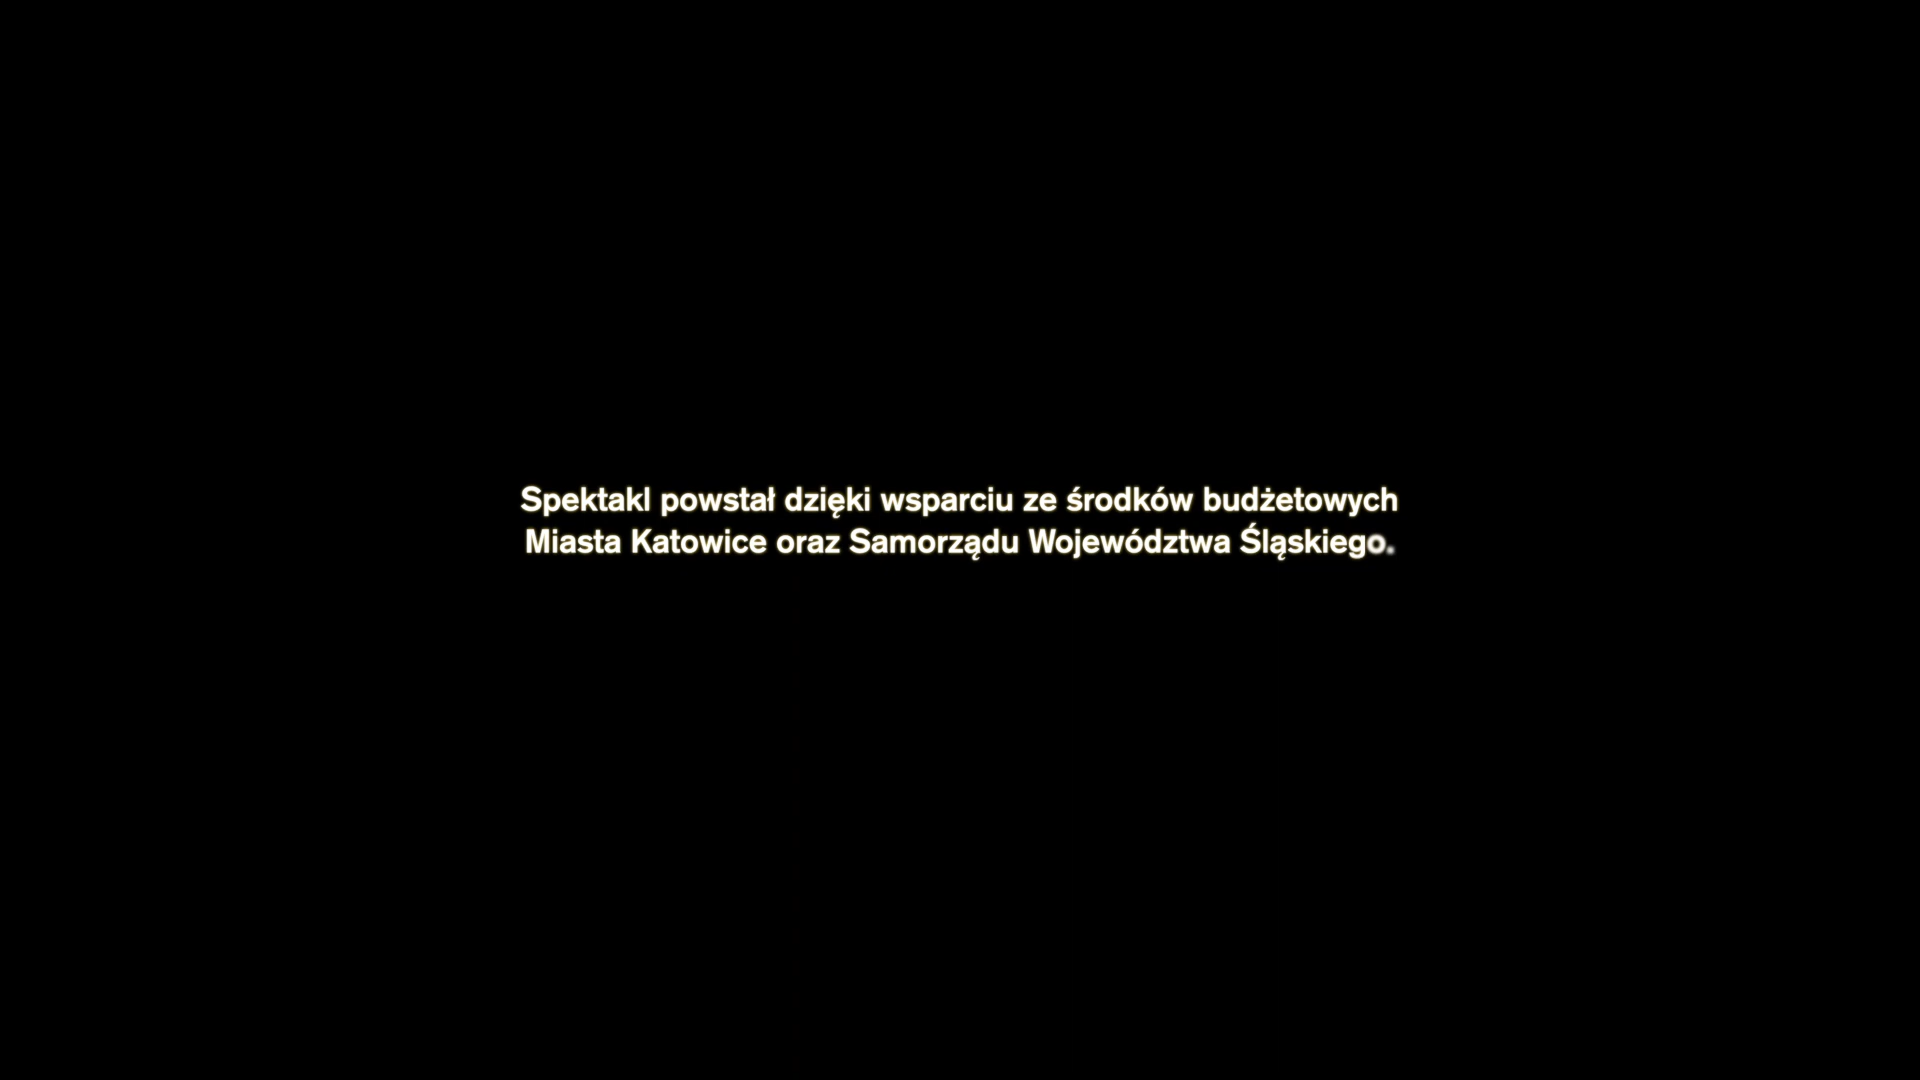 Spektakl powstał dzięki wsparciu ze środków budżetowych
Miasta Katowice oraz Samorządu Województwa Śląskiego.